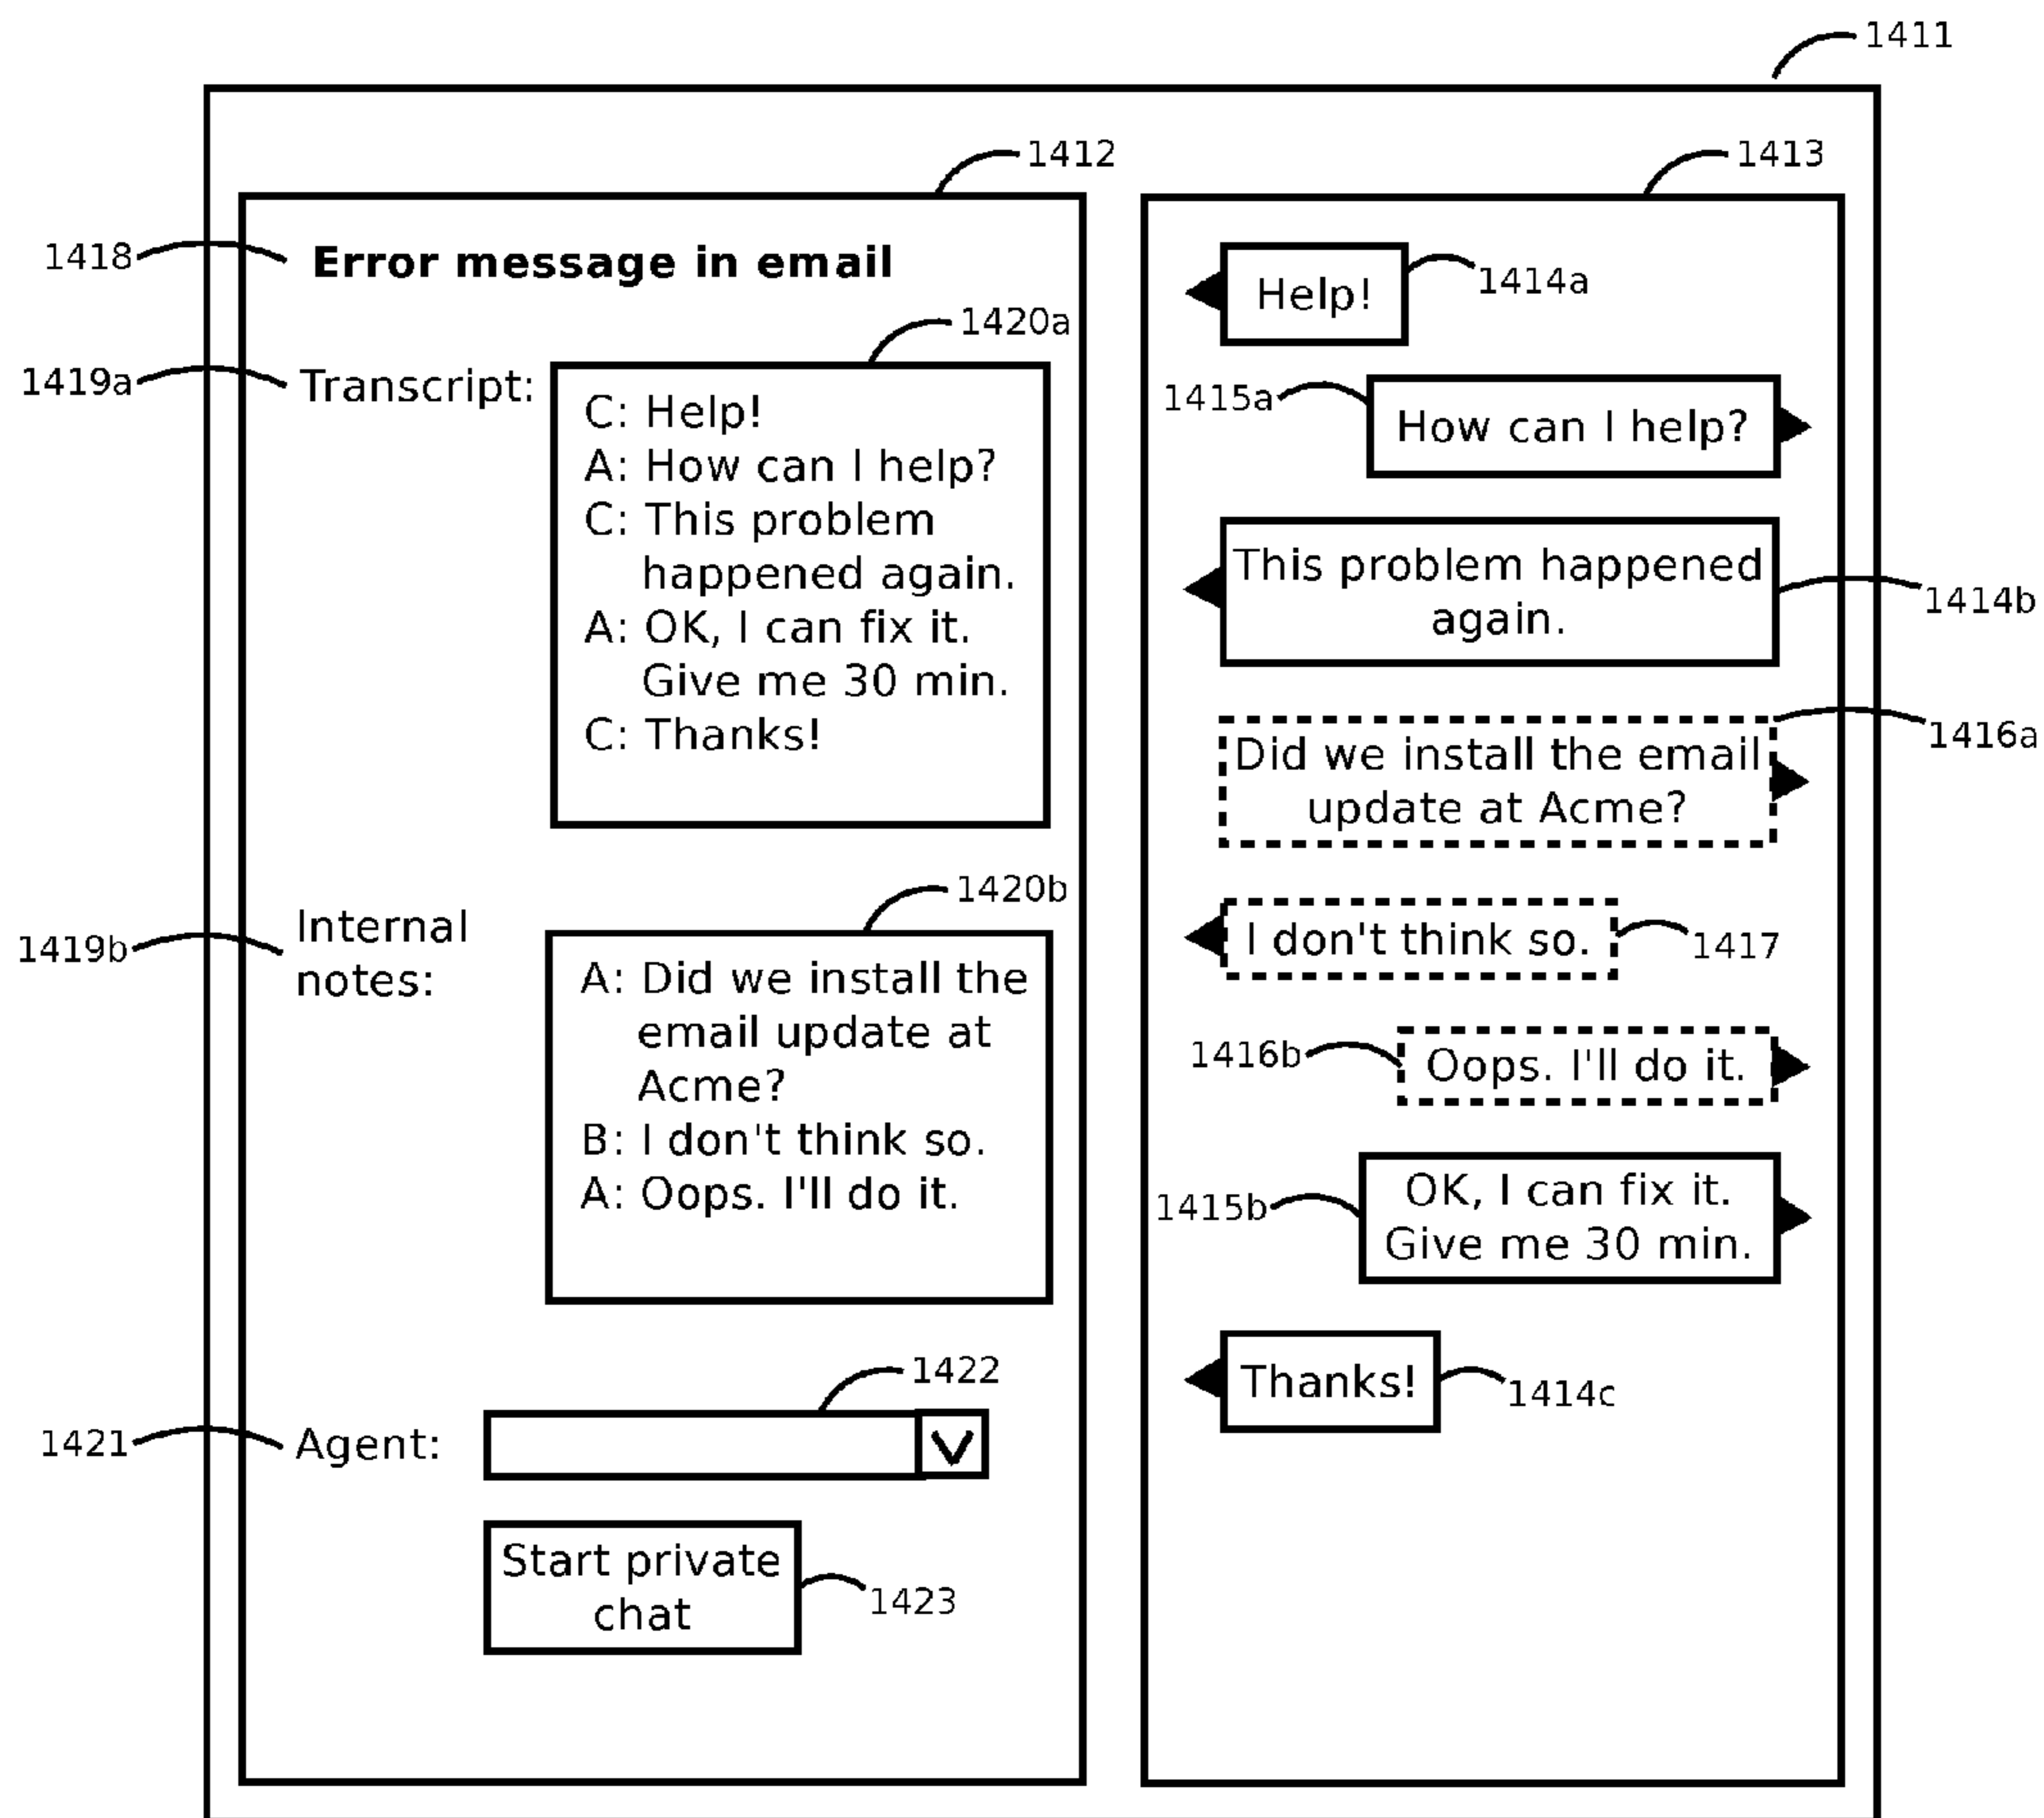 1411
1412
1418
Error message in email
1420a
1419a
Transcript:
C: Help!
A: How can I help?
C: This problem
happened again.
A: OK, I can fix it.
Give me 30 min.
C: Thanks!
1420b
1419b
Internal
notes:
A: Did we install the
email update at
Acme?
B: I don't think so.
A: Oops. I'll do it.
1422
1421
Agent:
V
Start private
chat
1423
1413
Help!
1414a
1415a
How can I help?
This problem happened
again.
1414b
1416a
Did we install the email
update at Acme?
I don't think so.
1417
1416b
Oops. I'll do it.
1415b
OK, I can fix it.
Give me 30 min.
Thanks!
1414c